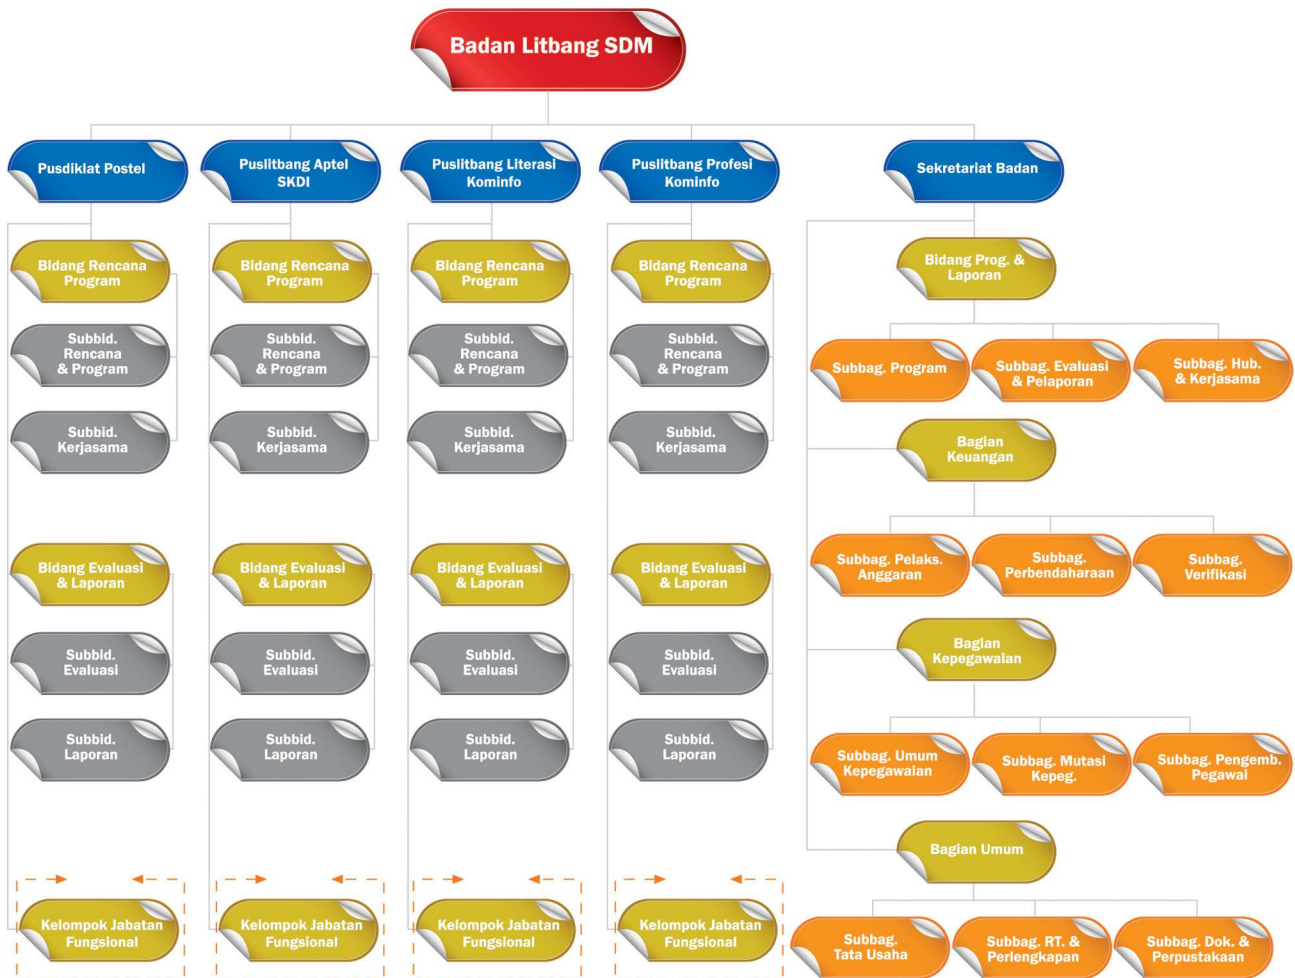 Badan Litbang SDM
Pusdiklat Postel
Puslitbang Aptel
SKDI
Puslitbang Literasi
Kominfo
Puslitbang Profesi
Kominfo
Sekretariat Badan
Bidang Rencana
Program
Bidang Rencana
Program
Bidang Rencana
Program
Bidang Rencana
Program
Bidang Prog. &
Laporan
Subbid.
Rencana
& Program
Subbid.
Rencana
& Program
Subbid.
Rencana
& Program
Subbid.
Rencana
& Program
Subbag. Program
Subbag. Evaluasi
& Pelaporan
Subbag. Hub.
& Kerjasama
Subbid.
Kerjasama
Subbid.
Kerjasama
Subbid.
Kerjasama
Subbid.
Kerjasama
Bagian
Keuangan
Bidang Evaluasi
& Laporan
Bidang Evaluasi
& Laporan
Bidang Evaluasi
& Laporan
Bidang Evaluasi
& Laporan
Subbag. Pelaks.
Anggaran
Subbag.
Perbendaharaan
Subbag.
Verifikasi
Subbid.
Evaluasi
Subbid.
Evaluasi
Subbid.
Evaluasi
Subbid.
Evaluasi
Bagian
Kepegawaian
Subbid.
Laporan
Subbid.
Laporan
Subbid.
Laporan
Subbid.
Laporan
Subbag. Umum
Kepegawaian
Subbag. Mutasi
Kepeg.
Subbag. Pengemb.
Pegawai
Bagian Umum
Kelompok Jabatan
Fungsional
Kelompok Jabatan
Fungsional
Kelompok Jabatan
Fungsional
Kelompok Jabatan
Fungsional
Subbag.
Tata Usaha
Subbag. RT. &
Perlengkapan
Subbag. Dok. &
Perpustakaan